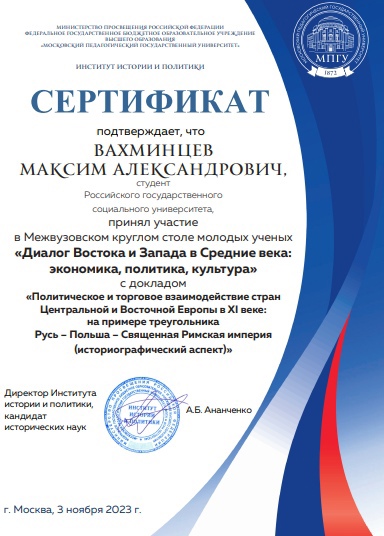 МИНИСТЕРСТВО ПРОСВЕЩЕНИЯ РОССИЙСКОЙ ФЕДЕРАЦИИ
ФЕДЕРАЛЬНОЕ ГОСУДАРСТВЕННОЕ БЮДЖЕТНОЕ ОБРАЗОВАТЕЛЬНОЕ УЧРЕЖДЕНИЕ
ВЫСШЕГО ОБРАЗОВАНИЯ
«МОСКОВСКИЙ ПЕДАГОГИЧЕСКИЙ ГОСУДАРСТВЕННЫЙ УНИВЕРСИТЕТ»
МПГУ
1872
ИНСТИТУТ ИСТОРИИ И ПОЛИТИКИ
СЕРТИФИКАТ
подтверждает, что
ВАХМИНЦЕВ
МАКСИМ АЛЕКСАНДРОВИЧ,
студент
Российского государственного
социального университета,
принял участие
в Межвузовском круглом столе молодых ученых
«Диалог Востока и Запада в Средние века:
экономика, политика, культура»
с докладом
«Политическое и торговое взаимодействие стран
Центральной и Восточной Европы в XI веке:
на примере треугольника
Русь – Польша – Священная Римская империя
(историографический аспект)»
Директор Института
истории и политики,
кандидат
исторических наук
ИНСТИТУТ
ИСТОРИИ
И ПОЛИТИКИ
А.Б. Ананченко
г. Москва, 3 ноября 2023 г.